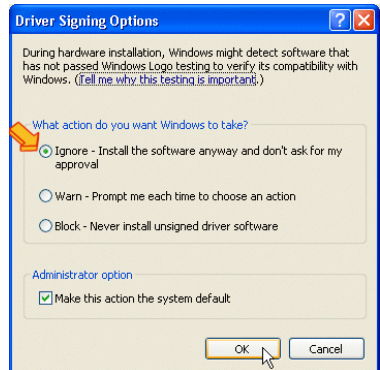 Driver Signing Options
During hardware installation, Windows might detect software that
has not passed Windows Logo testing to verify its compatibility with
Windows. (Tell me why this testing is important.)
What action do you want Windows to take?
Ignore - Install the software anyway and don't ask for my
approval
Warn - Prompt me each time to choose an action
Block - Never install unsigned driver software
Administrator option
Make this action the system default
OK Cancel